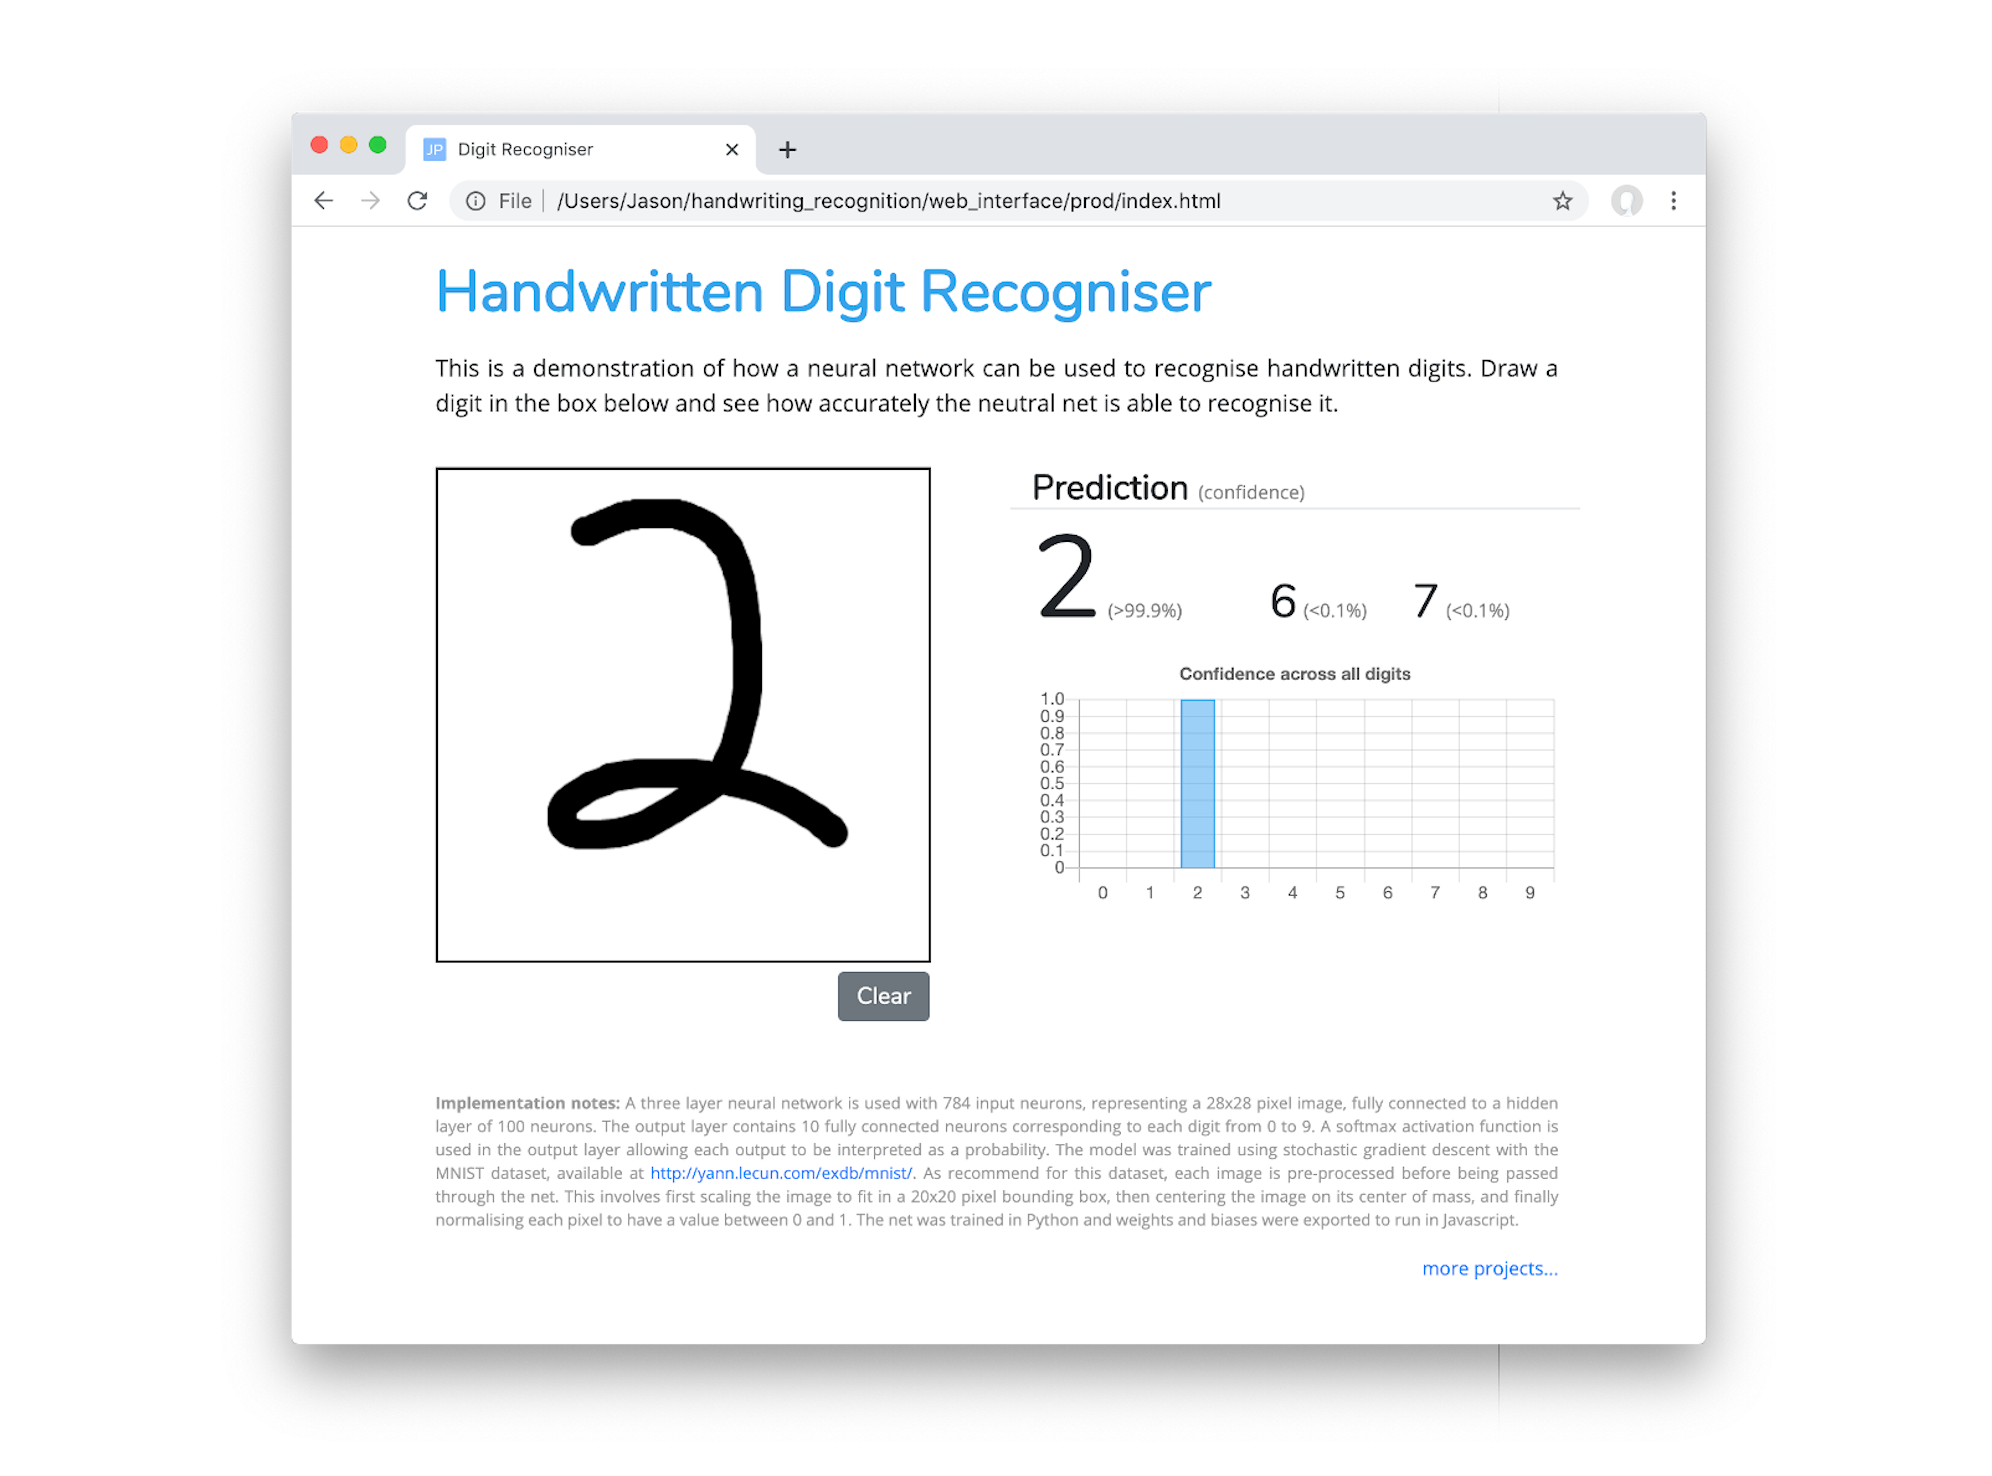 JP Digit Recogniser
File /Users/Jason/handwriting_recognition/web_interface/prod/index.html
Handwritten Digit Recogniser
This is a demonstration of how a neural network can be used to recognise handwritten digits. Draw a
digit in the box below and see how accurately the neutral net is able to recognise it.
2
Clear
Prediction (confidence)
2 (>99.9%) 6 (<0.1%) 7 (<0.1%)
Confidence across all digits
1.0
0.9
0.8
0.7
0.6
0.5
0.4
0.3
0.2
0.1
0
0 1 2 3 4 5 6 7 8 9
Implementation notes: A three layer neural network is used with 784 input neurons, representing a 28x28 pixel image, fully connected to a hidden
layer of 100 neurons. The output layer contains 10 fully connected neurons corresponding to each digit from 0 to 9. A softmax activation function is
used in the output layer allowing each output to be interpreted as a probability. The model was trained using stochastic gradient descent with the
MNIST dataset, available at http://yann.lecun.com/exdb/mnist/. As recommend for this dataset, each image is pre-processed before being passed
through the net. This involves first scaling the image to fit in a 20x20 pixel bounding box, then centering the image on its center of mass, and finally
normalising each pixel to have a value between 0 and 1. The net was trained in Python and weights and biases were exported to run in Javascript.
more projects...